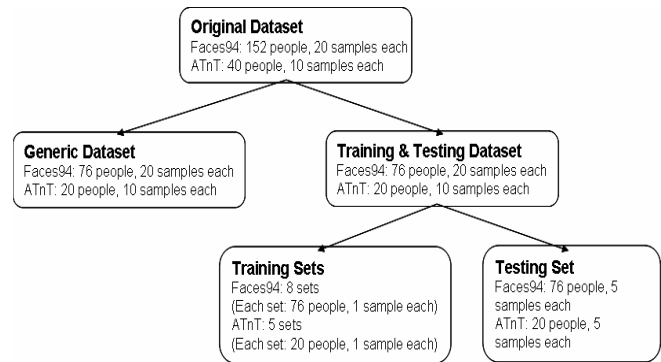 Original Dataset
Faces94: 152 people, 20 samples each
ATnT: 40 people, 10 samples each
Generic Dataset
Faces94: 76 people, 20 samples each
ATnT: 20 people, 10 samples each
Training & Testing Dataset
Faces94: 76 people, 20 samples each
ATnT: 20 people, 10 samples each
Training Sets
Faces94: 8 sets
(Each set: 76 people, 1 sample each)
ATnT: 5 sets
(Each set: 20 people, 1 sample each)
Testing Set
Faces94: 76 people, 5
samples each
ATnT: 20 people, 5
samples each